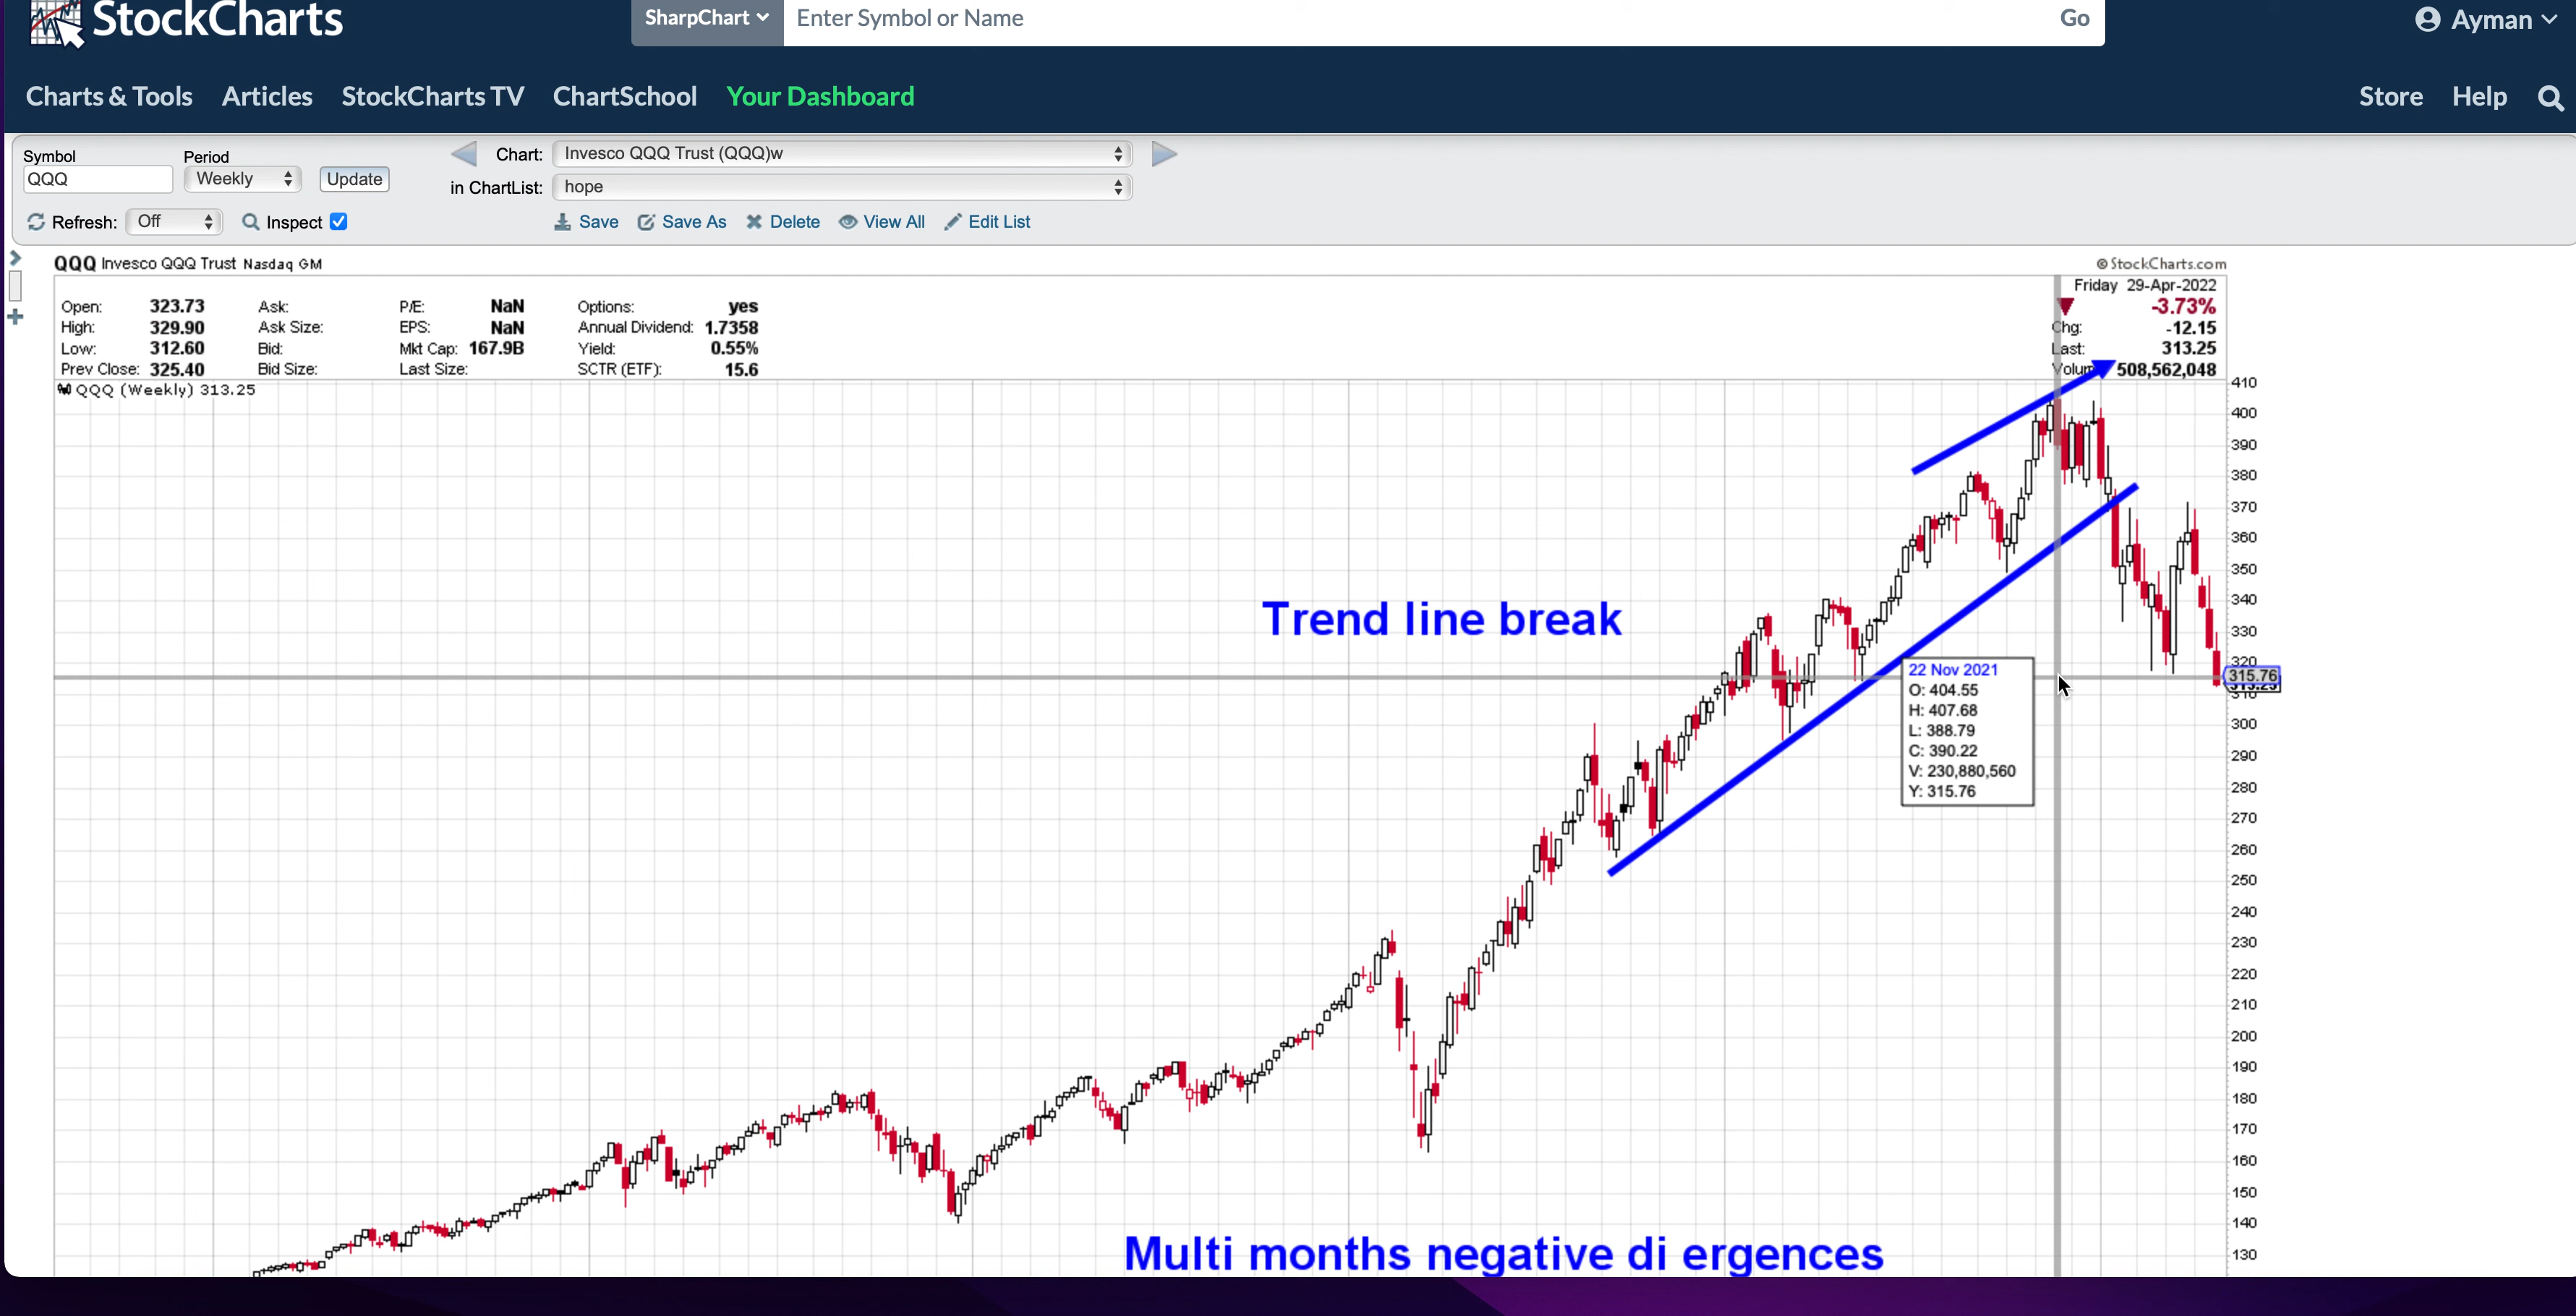 StockCharts
SharpChart Enter Symbol or Name Go Ayman
Charts & Tools Articles StockCharts TV ChartSchool Your Dashboard Store Help
Symbol Period Chart: Invesco QQQ Trust (QQQ)w
QQQ Weekly Update in ChartList: hope
Refresh: Off Inspect Save Save As Delete View All Edit List
QQQ Invesco QQQ Trust Nasdaq GM © StockCharts.com
Friday 29-Apr-2022
Open: 323.73 Ask: P/E: NaN Options: yes -3.73%
High: 329.90 Ask Size: EPS: NaN Annual Dividend: 1.7358 Chg: -12.15
Low: 312.60 Bid: Mkt Cap: 167.9B Yield: 0.55% Last: 313.25
Prev Close: 325.40 Bid Size: Last Size: SCTR (ETF): 15.6 508,562,048
QQQ (Weekly) 313.25
410
400
390
380
370
360
350
340
330
320
315.76
310
300
290
280
270
260
250
240
230
220
210
200
190
180
170
160
150
140
130
Trend line break
22 Nov 2021
O: 404.55
H: 407.68
L: 388.79
C: 390.22
V: 230,880,560
Y: 315.76
Multi months negative di ergences